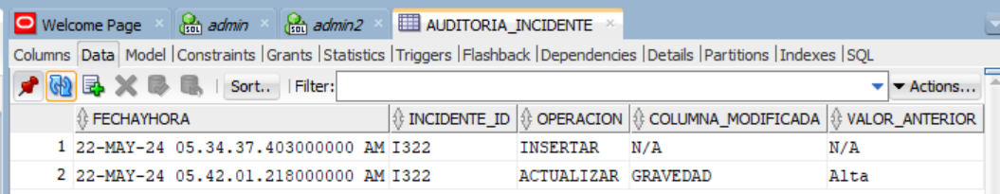 Welcome Page admin admin2 AUDITORIA_INCIDENTE
Columns Data Model Constraints Grants Statistics Triggers Flashback Dependencies Details Partitions Indexes SQL
Sort.. Filter: Actions...
FECHAYHORA INCIDENTE_ID OPERACION COLUMNA_MODIFICADA VALOR_ANTERIOR
1 22-MAY-24 05.34.37.403000000 AM I322 INSERTAR N/A N/A
2 22-MAY-24 05.42.01.218000000 AM I322 ACTUALIZAR GRAVEDAD Alta